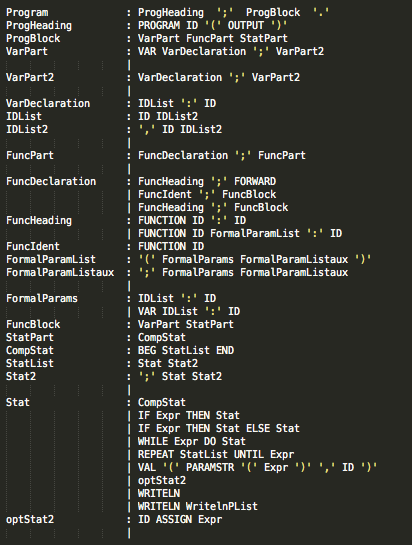 Program : ProgHeading ';' ProgBlock '.'
ProgHeading : PROGRAM ID '(' OUTPUT ')'
ProgBlock : VarPart FuncPart StatPart
VarPart : VAR VarDeclaration ';' VarPart2
|
VarPart2 : VarDeclaration ';' VarPart2
|
VarDeclaration : IDList ':' ID
IDList : ID IDList2
IDList2 : ',' ID IDList2
|
FuncPart : FuncDeclaration ';' FuncPart
|
FuncDeclaration : FuncHeading ';' FORWARD
| FuncIdent ';' FuncBlock
| FuncHeading ';' FuncBlock
FuncHeading : FUNCTION ID ':' ID
| FUNCTION ID FormalParamList ':' ID
FuncIdent : FUNCTION ID
FormalParamList : '(' FormalParams FormalParamListaux ')'
FormalParamListaux : ';' FormalParams FormalParamListaux
|
FormalParams : IDList ':' ID
| VAR IDList ':' ID
FuncBlock : VarPart StatPart
StatPart : CompStat
CompStat : BEG StatList END
StatList : Stat Stat2
Stat2 : ';' Stat Stat2
|
Stat : CompStat
| IF Expr THEN Stat
| IF Expr THEN Stat ELSE Stat
| WHILE Expr DO Stat
| REPEAT StatList UNTIL Expr
| VAL '(' PARAMSTR '(' Expr ')' ',' ID ')'
| optStat2
| WRITELN
| WRITELN WritelnPList
optStat2 : ID ASSIGN Expr
|